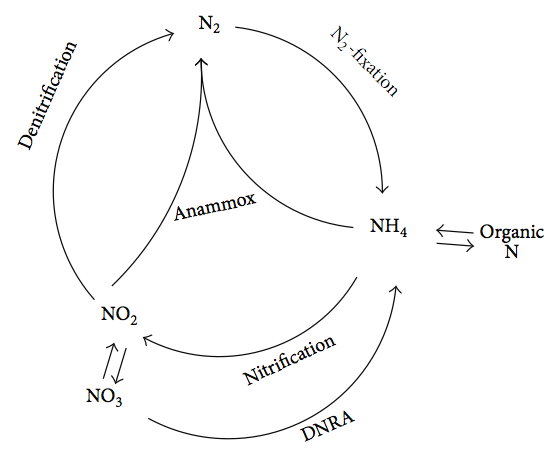 N₂
N₂-fixation
Denitrification
Anammox
NH₄
Organic
N
NO₂
Nitrification
NO₃
DNRA